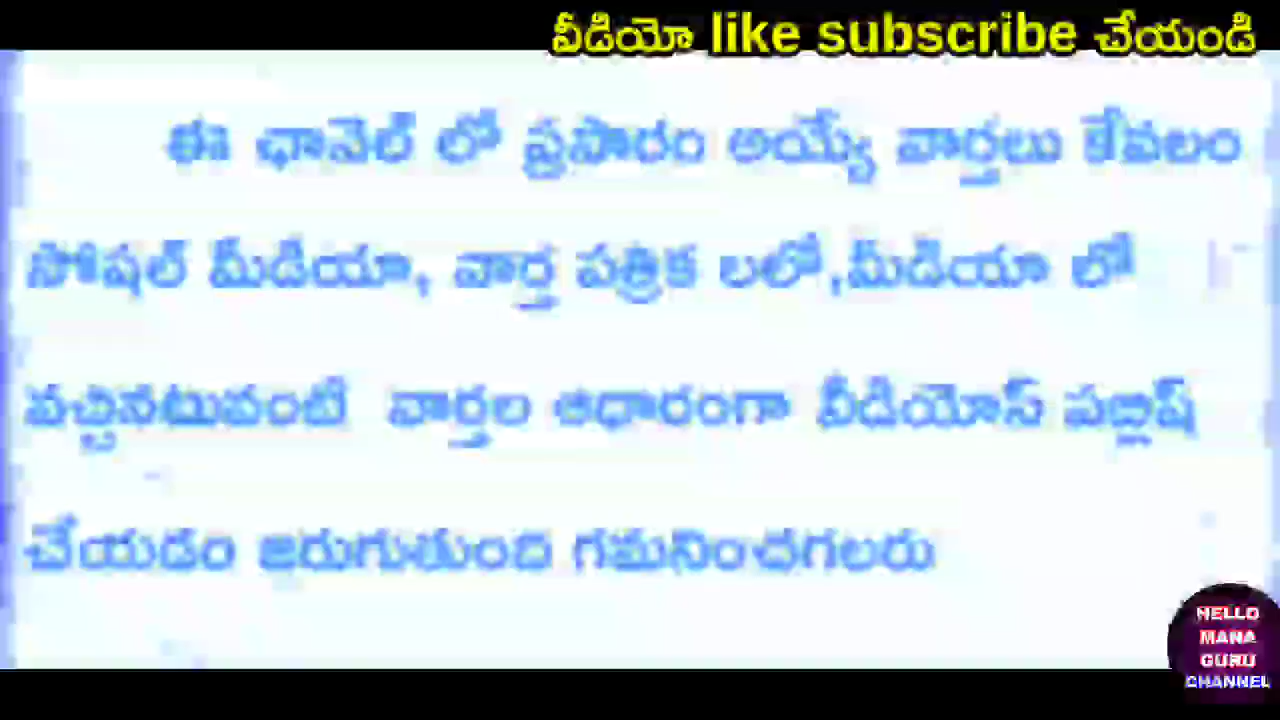 వీడియో like subscribe చేయండి
ఈ ఛానెల్ లో ప్రసారం అయ్యే వార్తలు కేవలం
సోషల్ మీడియా, వార్త పత్రిక లలో,మీడియా లో
వచ్చినటువంటి వార్తల ఆధారంగా వీడియోస్ పబ్లిష్
చేయడం జరుగుతుంది గమనించగలరు
HELLO
MANA
GURU
CHANNEL